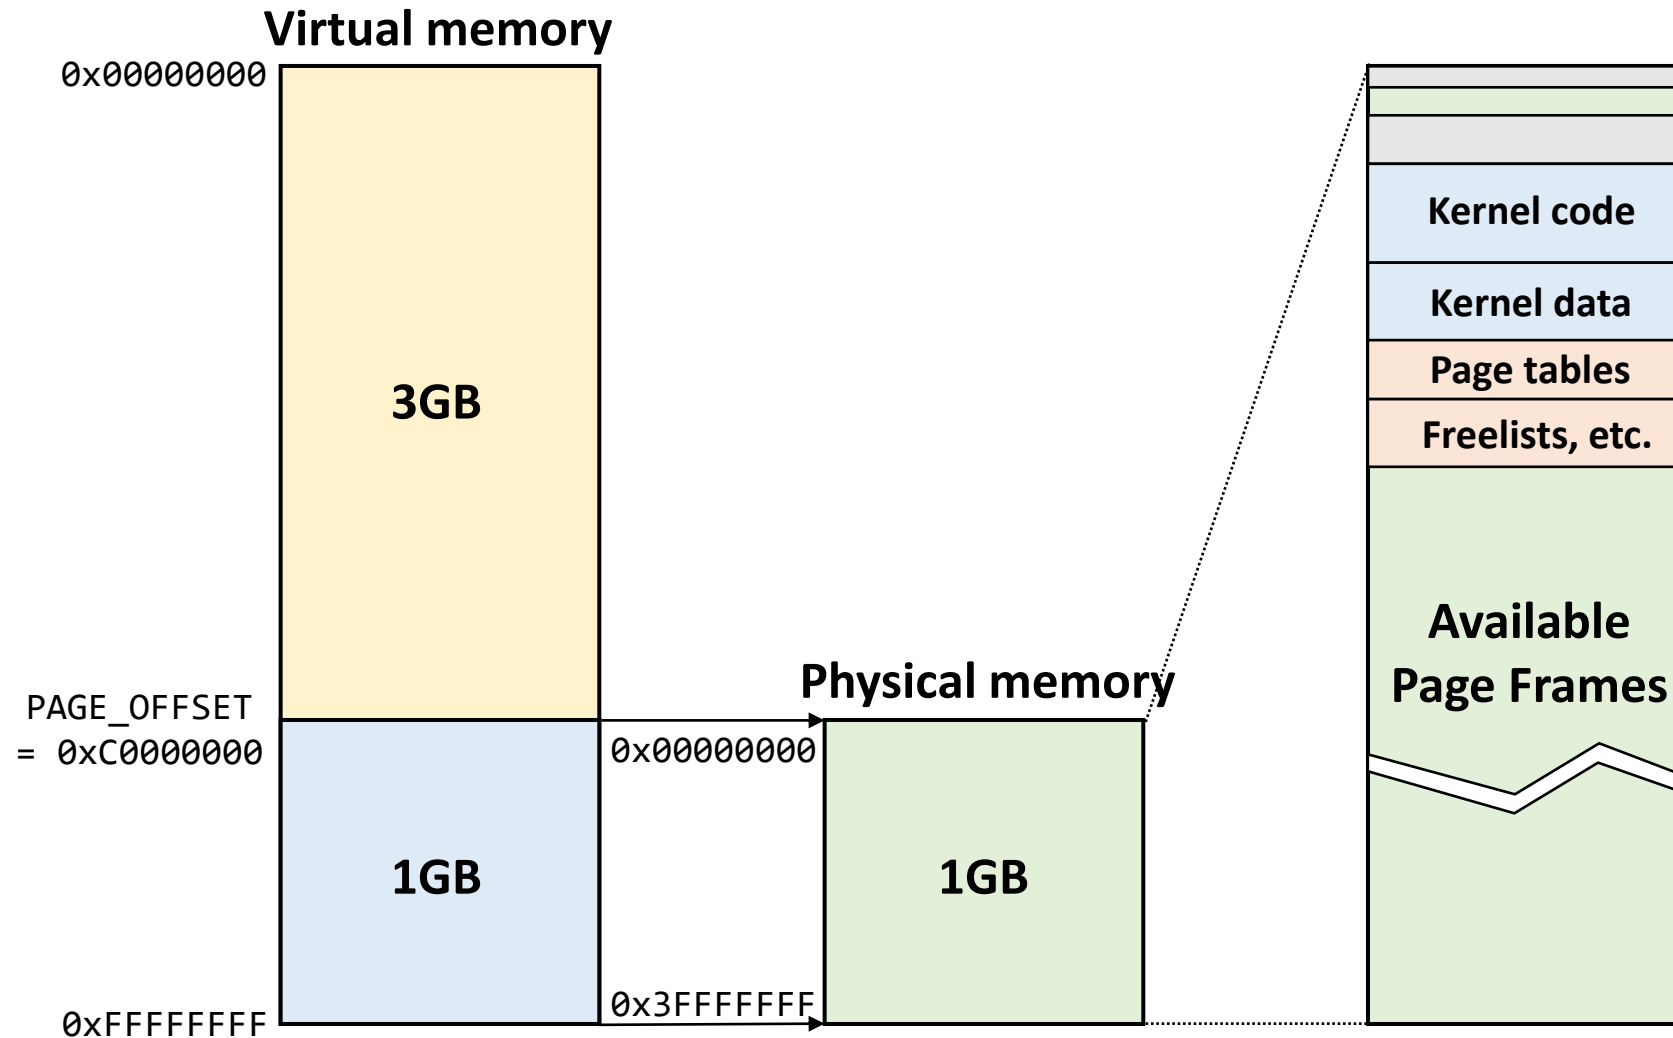 Virtual memory
0x00000000
3GB
PAGE_OFFSET
= 0xC0000000
1GB
0xFFFFFFFF
Physical memory
0x00000000
1GB
0x3FFFFFFF
Kernel code
Kernel data
Page tables
Freelists, etc.
Available
Page Frames